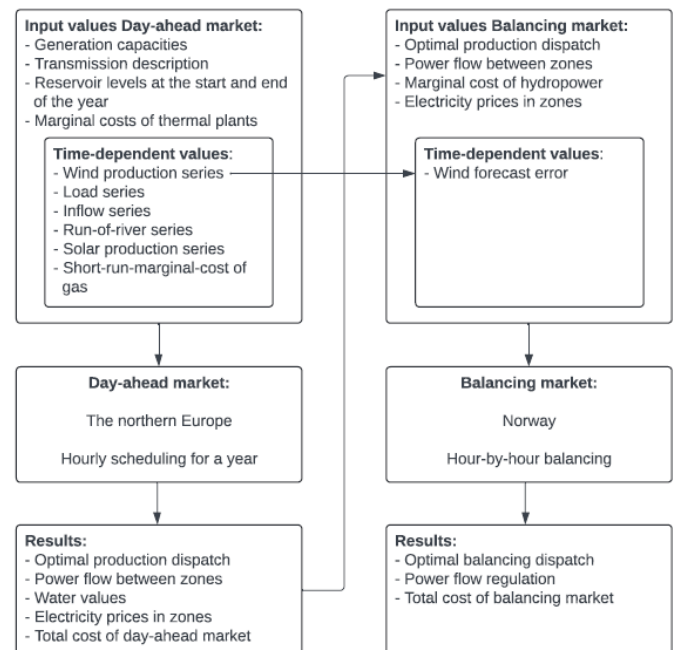 Input values Day-ahead market:
- Generation capacities
- Transmission description
- Reservoir levels at the start and end
of the year
- Marginal costs of thermal plants
Time-dependent values:
- Wind production series
- Load series
- Inflow series
- Run-of-river series
- Solar production series
- Short-run-marginal-cost of
gas
Day-ahead market:
The northern Europe
Hourly scheduling for a year
Results:
- Optimal production dispatch
- Power flow between zones
- Water values
- Electricity prices in zones
- Total cost of day-ahead market
Input values Balancing market:
- Optimal production dispatch
- Power flow between zones
- Marginal cost of hydropower
- Electricity prices in zones
Time-dependent values:
- Wind forecast error
Balancing market:
Norway
Hour-by-hour balancing
Results:
- Optimal balancing dispatch
- Power flow regulation
- Total cost of balancing market